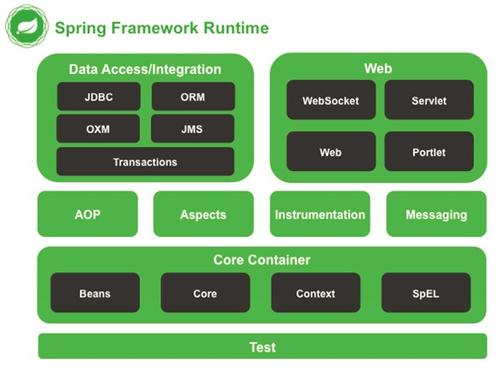 Spring Framework Runtime
Data Access/Integration
JDBC
ORM
OXM
JMS
Transactions
Web
WebSocket
Servlet
Web
Portlet
AOP
Aspects
Instrumentation
Messaging
Core Container
Beans
Core
Context
SpEL
Test